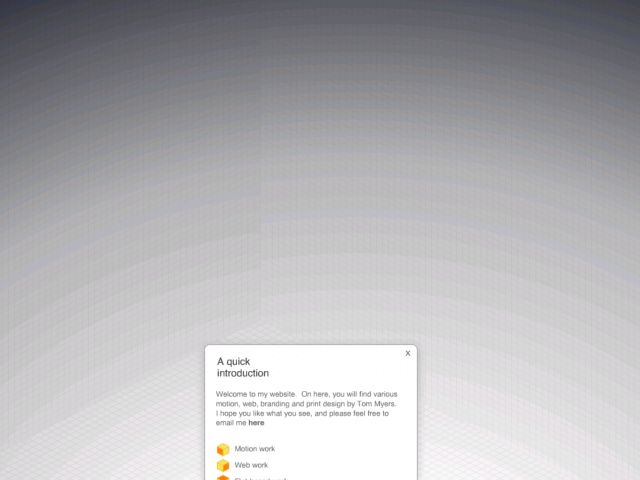 X
A quick
introduction
Welcome to my website. On here, you will find various
motion, web, branding and print design by Tom Myers.
I hope you like what you see, and please feel free to
email me here
Motion work
Web work